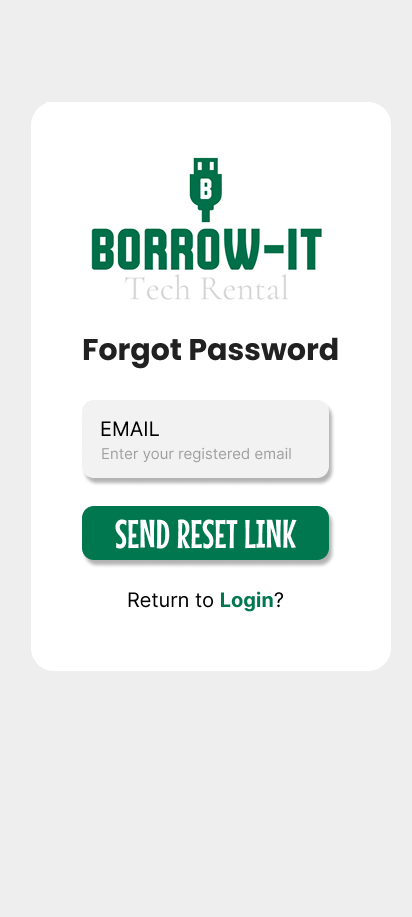 B
BORROW-IT
Tech Rental
Forgot Password
EMAIL
Enter your registered email
SEND RESET LINK
Return to Login?